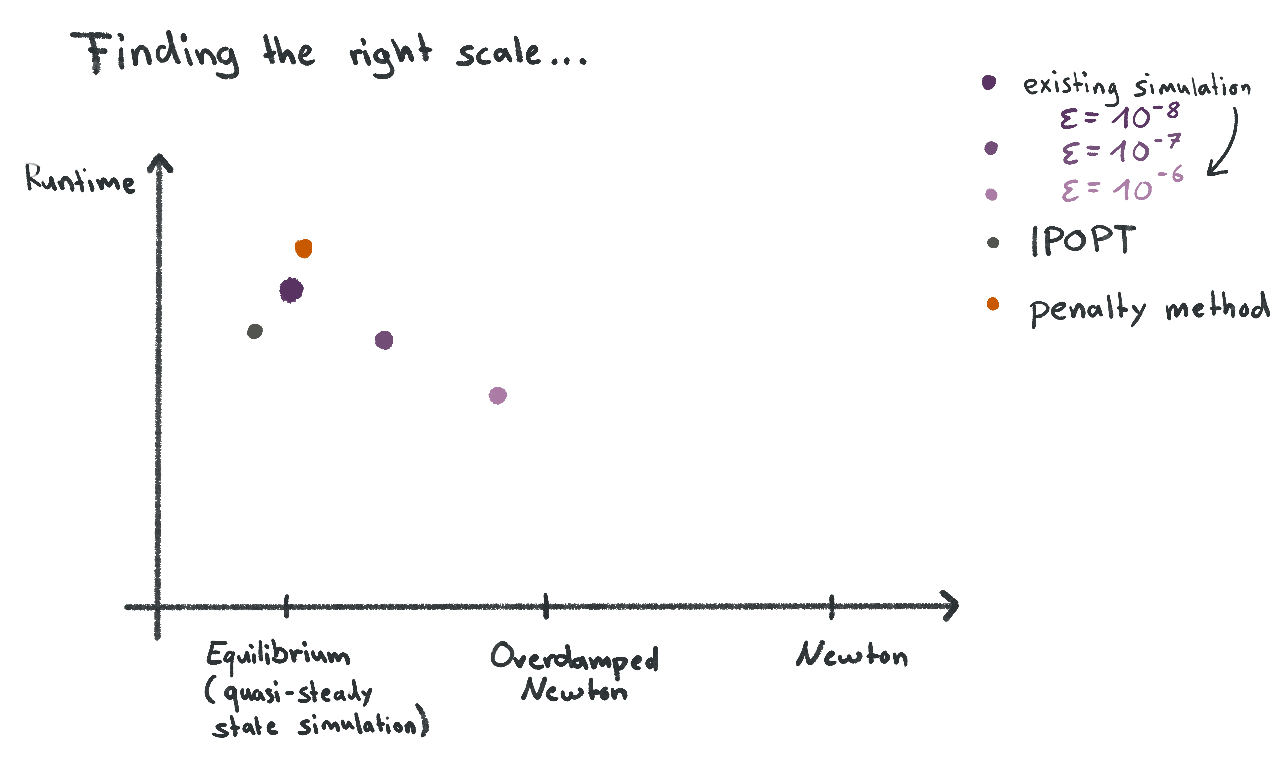 Finding the right scale...
existing simulation
ε = 10⁻⁸
ε = 10⁻⁷
ε = 10⁻⁶
IPOPT
penalty method
Runtime
Equilibrium
(quasi-steady
state simulation)
Overdamped
Newton
Newton